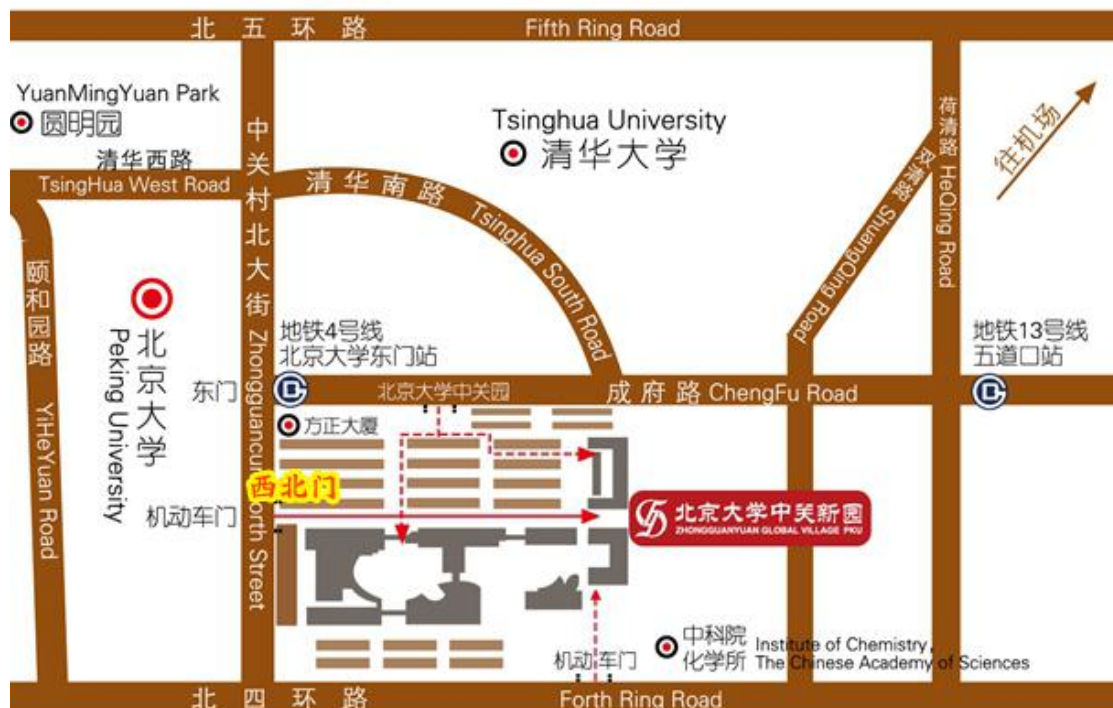 北五环路 Fifth Ring Road
YuanMingYuan Park
圆明园
清华西路
TsingHua West Road
中关村北大街 Zhongguancun North Street
清华南路 Tsinghua South Road
Tsinghua University
清华大学
双清路 ShuangQing Road
荷清路 HeQing Road
往机场
颐和园路 YiHeYuan Road
北京大学
Peking University
地铁4号线
北京大学东门站
地铁13号线
五道口站
东门
北京大学中关园
成府路 ChengFu Road
方正大厦
西北门
机动车门
北京大学中关新园
ZHONGGUANYUAN GLOBAL VILLAGE PKU
中科院
化学所
Institute of Chemistry,
The Chinese Academy of Sciences
机动车门
北四环路 Forth Ring Road